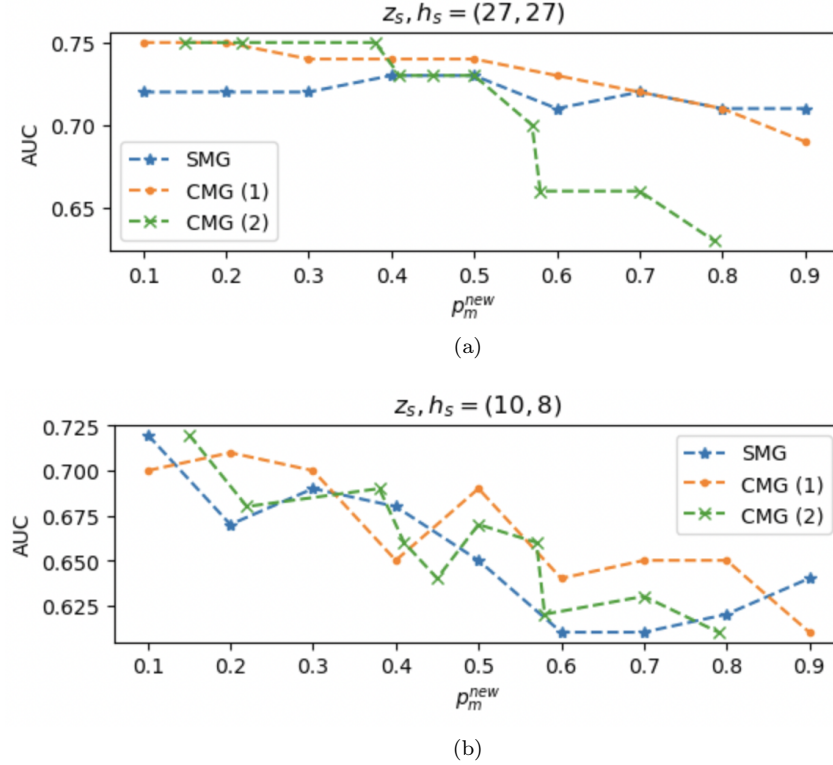 z_s, h_s = (27, 27)
0.75
0.70
0.65
AUC
SMG
CMG (1)
CMG (2)
0.1 0.2 0.3 0.4 0.5 0.6 0.7 0.8 0.9
p_m^{new}
(a)
z_s, h_s = (10, 8)
0.725
0.700
0.675
0.650
0.625
AUC
SMG
CMG (1)
CMG (2)
0.1 0.2 0.3 0.4 0.5 0.6 0.7 0.8 0.9
p_m^{new}
(b)